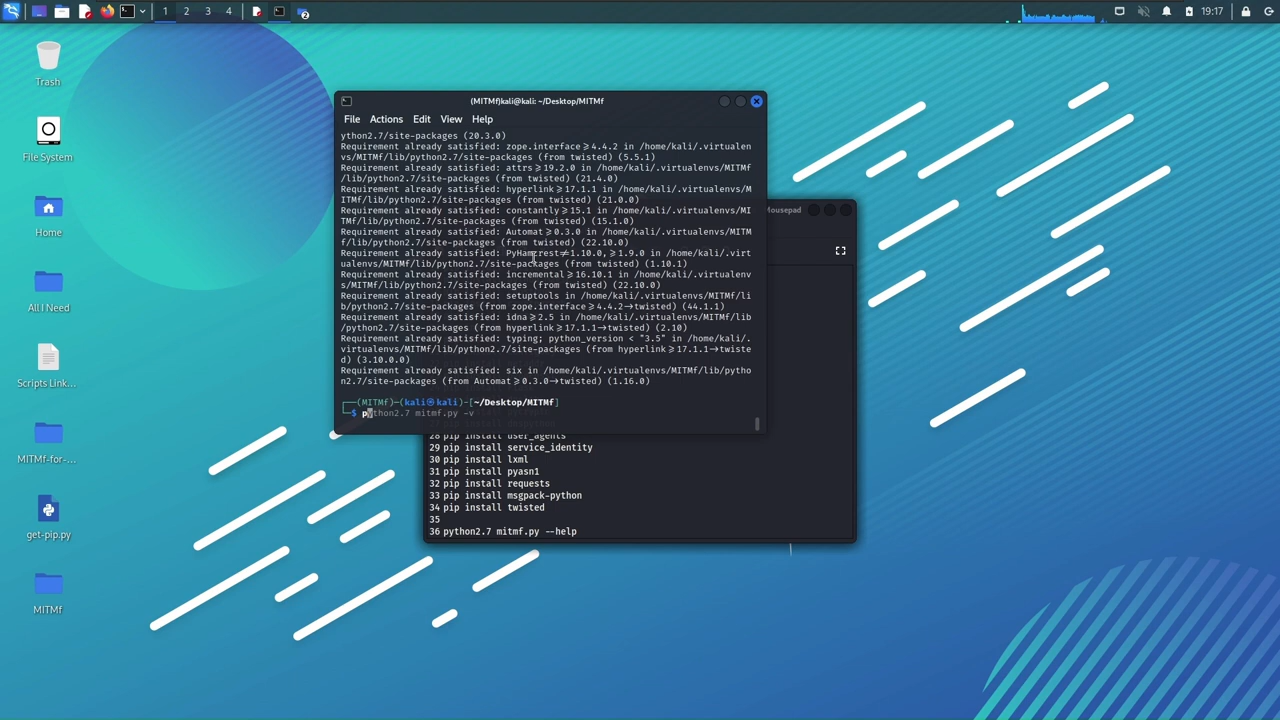 1
2
3
4
2
19:17
Trash
File System
Home
All I Need
Scripts Link...
MITMf-for-...
get-pip.py
MITMf
(MITMf)kali@kali: ~/Desktop/MITMf
File Actions Edit View Help
ython2.7/site-packages (20.3.0)
Requirement already satisfied: zope.interface≥4.4.2 in /home/kali/.virtualen
vs/MITMf/lib/python2.7/site-packages (from twisted) (5.5.1)
Requirement already satisfied: attrs≥19.2.0 in /home/kali/.virtualenvs/MITMf
/lib/python2.7/site-packages (from twisted) (21.4.0)
Requirement already satisfied: hyperlink≥17.1.1 in /home/kali/.virtualenvs/M
ITMf/lib/python2.7/site-packages (from twisted) (21.0.0)
Requirement already satisfied: constantly≥15.1 in /home/kali/.virtualenvs/MI
TMf/lib/python2.7/site-packages (from twisted) (15.1.0)
Requirement already satisfied: Automat≥0.3.0 in /home/kali/.virtualenvs/MITM
f/lib/python2.7/site-packages (from twisted) (22.10.0)
Requirement already satisfied: PyHamcrest≠1.10.0,≥1.9.0 in /home/kali/.virt
ualenvs/MITMf/lib/python2.7/site-packages (from twisted) (1.10.1)
Requirement already satisfied: incremental≥16.10.1 in /home/kali/.virtualenv
s/MITMf/lib/python2.7/site-packages (from twisted) (22.10.0)
Requirement already satisfied: setuptools in /home/kali/.virtualenvs/MITMf/li
b/python2.7/site-packages (from zope.interface≥4.4.2→twisted) (44.1.1)
Requirement already satisfied: idna≥2.5 in /home/kali/.virtualenvs/MITMf/lib
/python2.7/site-packages (from hyperlink≥17.1.1→twisted) (2.10)
Requirement already satisfied: typing; python_version < "3.5" in /home/kali/.
virtualenvs/MITMf/lib/python2.7/site-packages (from hyperlink≥17.1.1→twiste
d) (3.10.0.0)
Requirement already satisfied: six in /home/kali/.virtualenvs/MITMf/lib/pytho
n2.7/site-packages (from Automat≥0.3.0→twisted) (1.16.0)
(MITMf)-(kali㉿kali)-[~/Desktop/MITMf]
$ python2.7 mitmf.py -v
Mousepad
28 pip install user_agents
29 pip install service_identity
30 pip install lxml
31 pip install pyasn1
32 pip install requests
33 pip install msgpack-python
34 pip install twisted
35
36 python2.7 mitmf.py --help